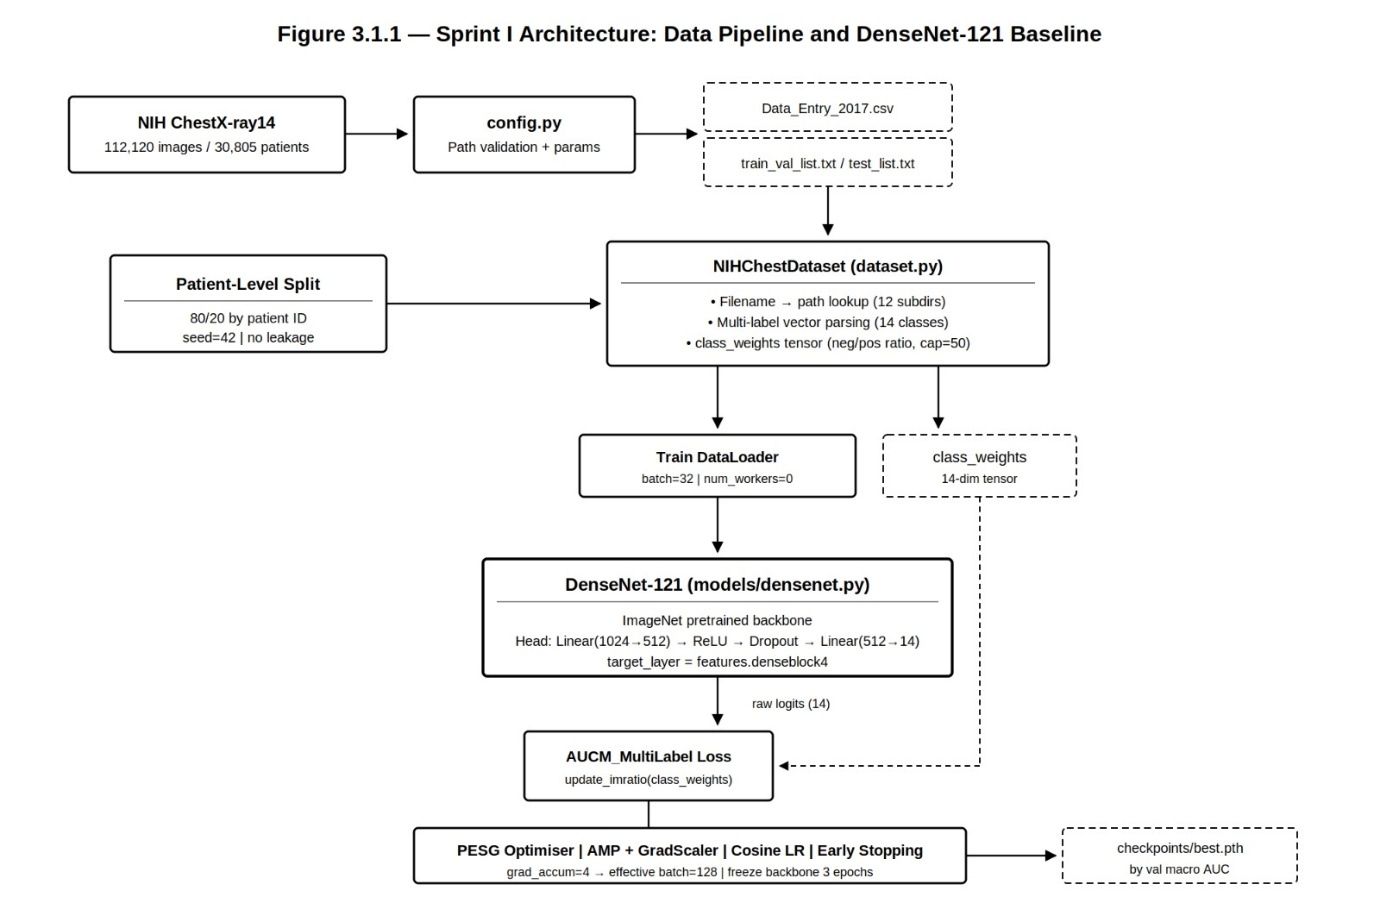 Figure 3.1.1 — Sprint I Architecture: Data Pipeline and DenseNet-121 Baseline
NIH ChestX-ray14
112,120 images / 30,805 patients
config.py
Path validation + params
Data_Entry_2017.csv
train_val_list.txt / test_list.txt
Patient-Level Split
80/20 by patient ID
seed=42 | no leakage
NIHChestDataset (dataset.py)
• Filename → path lookup (12 subdirs)
• Multi-label vector parsing (14 classes)
• class_weights tensor (neg/pos ratio, cap=50)
Train DataLoader
batch=32 | num_workers=0
class_weights
14-dim tensor
DenseNet-121 (models/densenet.py)
ImageNet pretrained backbone
Head: Linear(1024→512) → ReLU → Dropout → Linear(512→14)
target_layer = features.denseblock4
raw logits (14)
AUCM_MultiLabel Loss
update_imratio(class_weights)
PESG Optimiser | AMP + GradScaler | Cosine LR | Early Stopping
grad_accum=4 → effective batch=128 | freeze backbone 3 epochs
checkpoints/best.pth
by val macro AUC